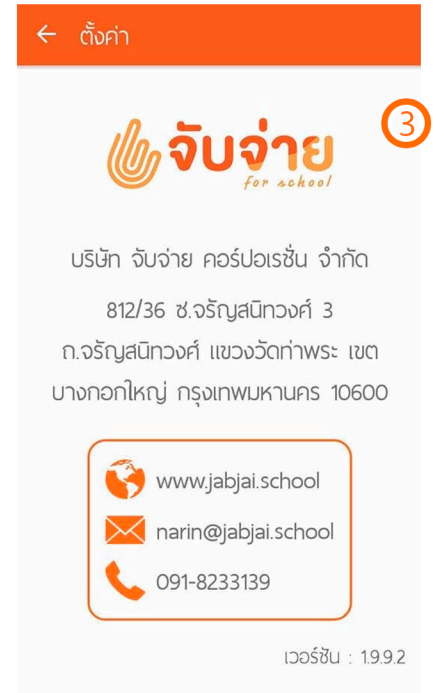 ← ตั้งค่า
3
จับจ่าย
for school
บริษัท จับจ่าย คอร์ปอเรชั่น จำกัด
812/36 ซ.จรัญสนิทวงศ์ 3
ถ.จรัญสนิทวงศ์ แขวงวัดท่าพระ เขต
บางกอกใหญ่ กรุงเทพมหานคร 10600
www.jabjai.school
narin@jabjai.school
091-8233139
เวอร์ชัน : 1.9.9.2